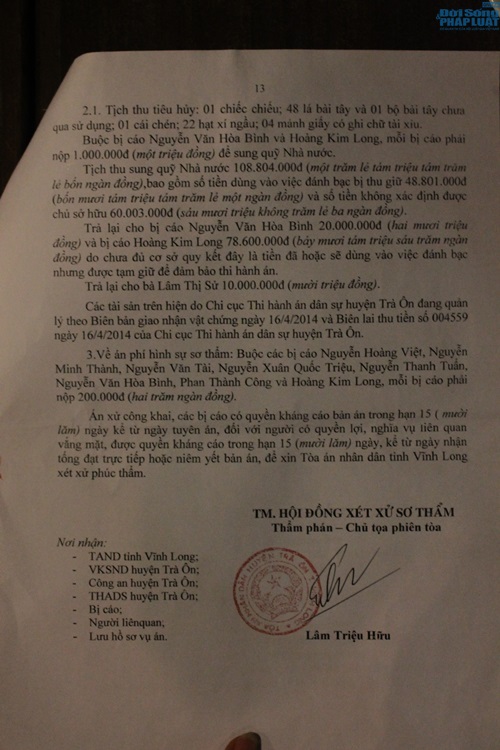 Đời Sống
PHÁP LUẬT
13
2.1. Tịch thu tiêu hủy: 01 chiếc chiếu; 48 lá bài tây và 01 bộ bài tây chưa
qua sử dụng; 01 cái chén; 22 hạt xí ngầu; 04 mảnh giấy có ghi chữ tài xíu.
Buộc bị cáo Nguyễn Văn Hòa Bình và Hoàng Kim Long, mỗi bị cáo phải
nộp 1.000.000đ (một triệu đồng) để sung quỹ Nhà nước.
Tịch thu sung quỹ Nhà nước 108.804.000đ (một trăm lẻ tám triệu tám trăm
lẻ bốn ngàn đồng),bao gồm số tiền dùng vào việc đánh bạc bị thu giữ 48.801.000đ
(bốn mươi tám triệu tám trăm lẻ một ngàn đồng) và số tiền không xác định được
chủ sở hữu 60.003.000đ (sáu mươi triệu không trăm lẻ ba ngàn đồng).
Trả lại cho bị cáo Nguyễn Văn Hòa Bình 20.000.000đ (hai mươi triệu
đồng) và bị cáo Hoàng Kim Long 78.600.000đ (bảy mươi tám triệu sáu trăm ngàn
đồng) do chưa đủ cơ sở quy kết đây là tiền đã hoặc sẽ dùng vào việc đánh bạc
nhưng được tạm giữ để đảm bảo thi hành án.
Trả lại cho bà Lâm Thị Sử 10.000.000đ (mười triệu đồng).
Các tài sản trên hiện do Chi cục Thi hành án dân sự huyện Trà Ôn đang quản
lý theo Biên bản giao nhận vật chứng ngày 16/4/2014 và Biên lai thu tiền số 004559
ngày 16/4/2014 của Chi cục Thi hành án dân sự huyện Trà Ôn.
3.Về án phí hình sự sơ thẩm: Buộc các bị cáo Nguyễn Hoàng Việt, Nguyễn
Minh Thành, Nguyễn Văn Tài, Nguyễn Xuân Quốc Triệu, Nguyễn Thanh Tuấn,
Nguyễn Văn Hòa Bình, Phan Thành Công và Hoàng Kim Long, mỗi bị cáo phải nộp
200.000đ (hai trăm ngàn đồng).
Án xử công khai, các bị cáo có quyền kháng cáo bản án trong hạn 15 ( mười
lăm) ngày kể từ ngày tuyên án, đối với người có quyền lợi, nghĩa vụ liên quan
vắng mặt, được quyền kháng cáo trong hạn 15 (mười lăm) ngày, kể từ ngày nhận
tống đạt trực tiếp hoặc niêm yết bản án, để xin Tòa án nhân dân tỉnh Vĩnh Long
xét xử phúc thẩm.
TM. HỘI ĐỒNG XÉT XỬ SƠ THẨM
Thẩm phán – Chủ tọa phiên tòa
Nơi nhận:
- TAND tỉnh Vĩnh Long;
- VKSND huyện Trà Ôn;
- Công an huyện Trà Ôn;
- THADS huyện Trà Ôn;
- Bị cáo;
- Người liênquan;
- Lưu hồ sơ vụ án.
Lâm Triệu Hữu